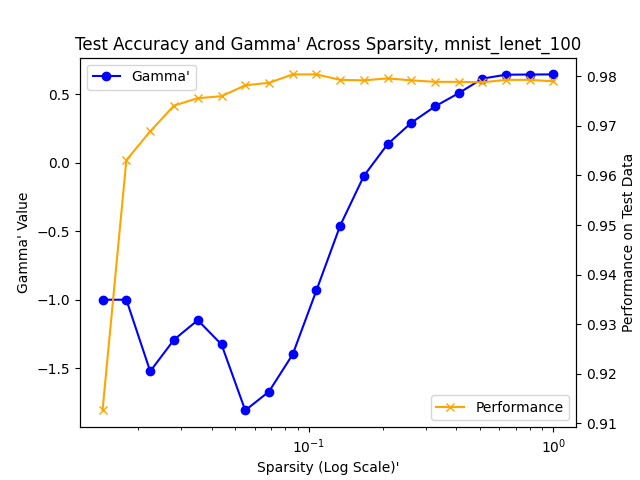 Test Accuracy and Gamma' Across Sparsity, mnist_lenet_100
Gamma'
Performance
Gamma' Value
0.5
0.0
−0.5
−1.0
−1.5
Performance on Test Data
0.98
0.97
0.96
0.95
0.94
0.93
0.92
0.91
10⁻¹
10⁰
Sparsity (Log Scale)'